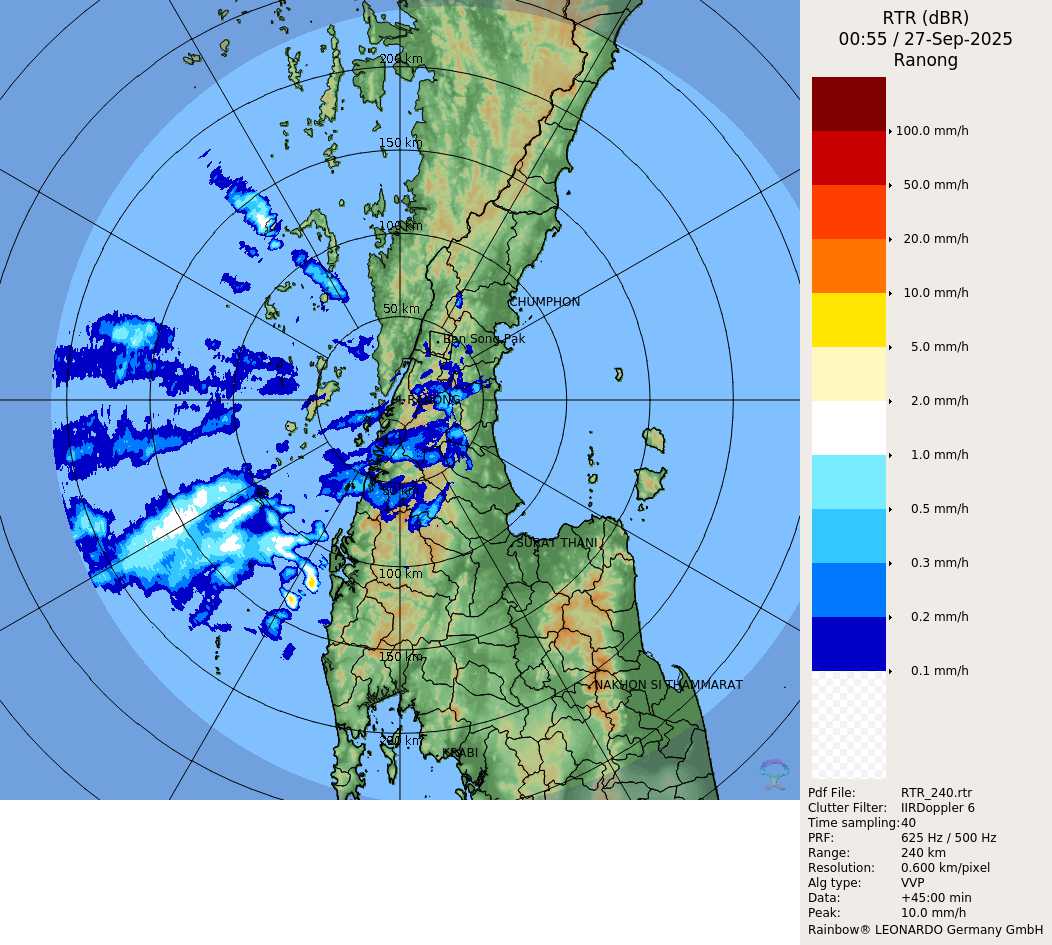 RTR (dBR)
00:55 / 27-Sep-2025
Ranong
200 km
150 km
100 km
50 km
CHUMPHON
Ban Song Pak
RANONG
50 km
SURAT THANI
100 km
150 km
NAKHON SI THAMMARAT
200 km
KRABI
100.0 mm/h
50.0 mm/h
20.0 mm/h
10.0 mm/h
5.0 mm/h
2.0 mm/h
1.0 mm/h
0.5 mm/h
0.3 mm/h
0.2 mm/h
0.1 mm/h
Pdf File: RTR_240.rtr
Clutter Filter: IIRDoppler 6
Time sampling:40
PRF: 625 Hz / 500 Hz
Range: 240 km
Resolution: 0.600 km/pixel
Alg type: VVP
Data: +45:00 min
Peak: 10.0 mm/h
Rainbow® LEONARDO Germany GmbH